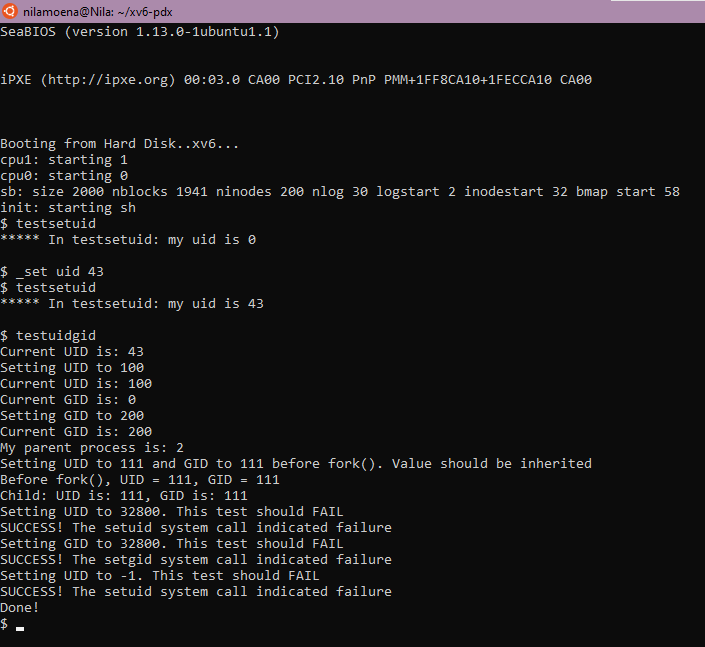 nilamoena@Nila: ~/xv6-pdx
SeaBIOS (version 1.13.0-1ubuntu1.1)
iPXE (http://ipxe.org) 00:03.0 CA00 PCI2.10 PnP PMM+1FF8CA10+1FECCA10 CA00
Booting from Hard Disk..xv6...
cpu1: starting 1
cpu0: starting 0
sb: size 2000 nblocks 1941 ninodes 200 nlog 30 logstart 2 inodestart 32 bmap start 58
init: starting sh
$ testsetuid
***** In testsetuid: my uid is 0
$ _set uid 43
$ testsetuid
***** In testsetuid: my uid is 43
$ testuidgid
Current UID is: 43
Setting UID to 100
Current UID is: 100
Current GID is: 0
Setting GID to 200
Current GID is: 200
My parent process is: 2
Setting UID to 111 and GID to 111 before fork(). Value should be inherited
Before fork(), UID = 111, GID = 111
Child: UID is: 111, GID is: 111
Setting UID to 32800. This test should FAIL
SUCCESS! The setuid system call indicated failure
Setting GID to 32800. This test should FAIL
SUCCESS! The setgid system call indicated failure
Setting UID to -1. This test should FAIL
SUCCESS! The setuid system call indicated failure
Done!
$